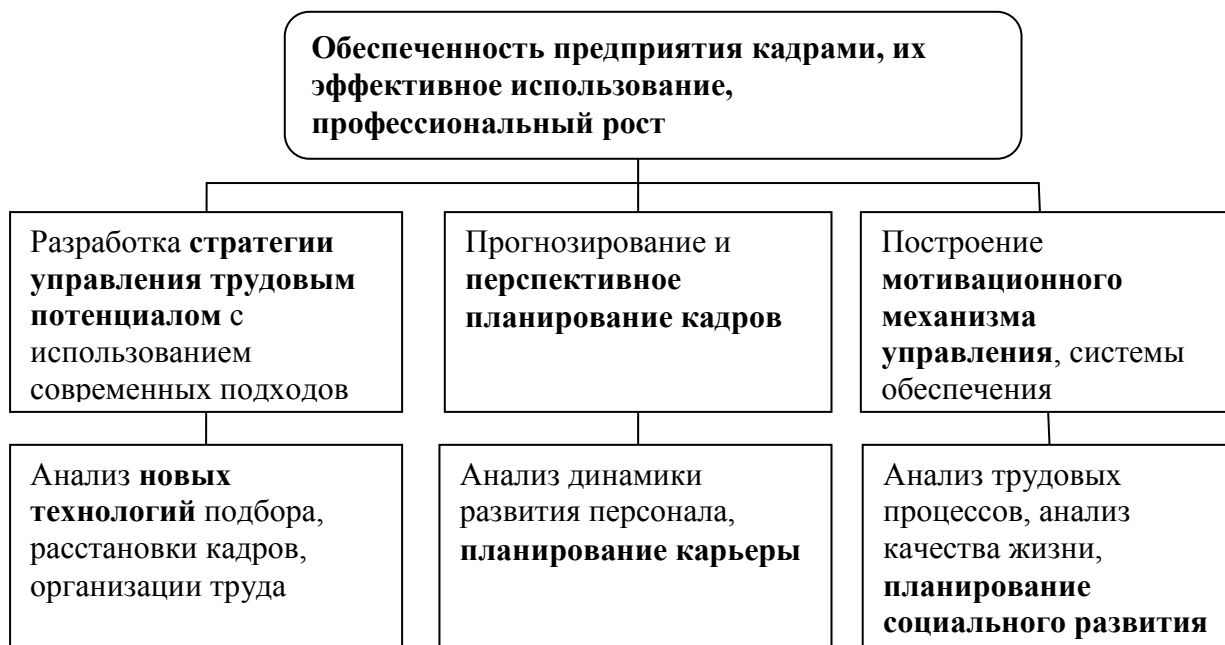 Обеспеченность предприятия кадрами, их
эффективное использование,
профессиональный рост
Разработка стратегии
управления трудовым
потенциалом с
использованием
современных подходов
Прогнозирование и
перспективное
планирование кадров
Построение
мотивационного
механизма
управления, системы
обеспечения
Анализ новых
технологий подбора,
расстановки кадров,
организации труда
Анализ динамики
развития персонала,
планирование карьеры
Анализ трудовых
процессов, анализ
качества жизни,
планирование
социального развития